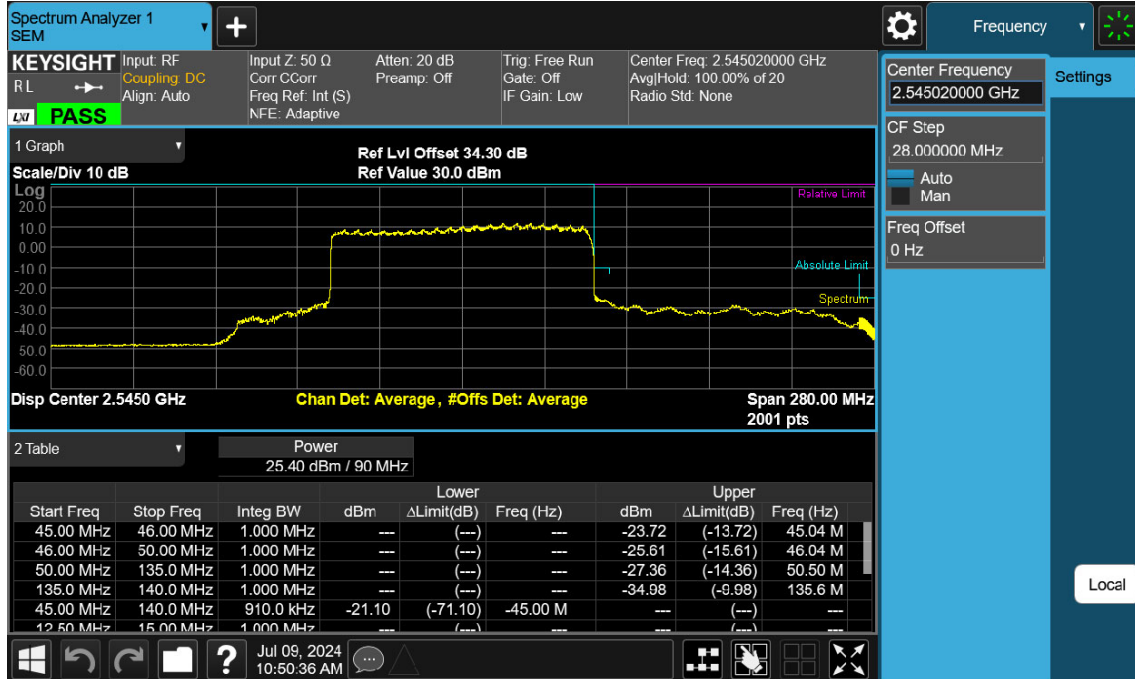 Spectrum Analyzer 1
SEM
+
Frequency
KEYSIGHT
R L
LXI
PASS
Input: RF
Coupling: DC
Align: Auto
Input Z: 50 Ω
Corr CCorr
Freq Ref: Int (S)
NFE: Adaptive
Atten: 20 dB
Preamp: Off
Trig: Free Run
Gate: Off
IF Gain: Low
Center Freq: 2.545020000 GHz
Avg|Hold: 100.00% of 20
Radio Std: None
Center Frequency
2.545020000 GHz
Settings
CF Step
28.000000 MHz
Auto
Man
Freq Offset
0 Hz
Local
1 Graph
Scale/Div 10 dB
Ref Lvl Offset 34.30 dB
Ref Value 30.0 dBm
Log
20.0
10.0
0.00
-10.0
-20.0
-30.0
-40.0
50.0
-60.0
Relative Limit
Absolute Limit
Spectrum
Disp Center 2.5450 GHz
Chan Det: Average , #Offs Det: Average
Span 280.00 MHz
2001 pts
2 Table
Power
25.40 dBm / 90 MHz
Lower Upper
Start Freq Stop Freq Integ BW dBm ΔLimit(dB) Freq (Hz) dBm ΔLimit(dB) Freq (Hz)
45.00 MHz 46.00 MHz 1.000 MHz --- (---) --- -23.72 (-13.72) 45.04 M
46.00 MHz 50.00 MHz 1.000 MHz --- (---) --- -25.61 (-15.61) 46.04 M
50.00 MHz 135.0 MHz 1.000 MHz --- (---) --- -27.36 (-14.36) 50.50 M
135.0 MHz 140.0 MHz 1.000 MHz --- (---) --- -34.98 (-9.98) 135.6 M
45.00 MHz 140.0 MHz 910.0 kHz -21.10 (-71.10) -45.00 M --- (---) ---
12.50 MHz 15.00 MHz 1.000 MHz --- (---) --- --- (---) ---
?
Jul 09, 2024
10:50:36 AM